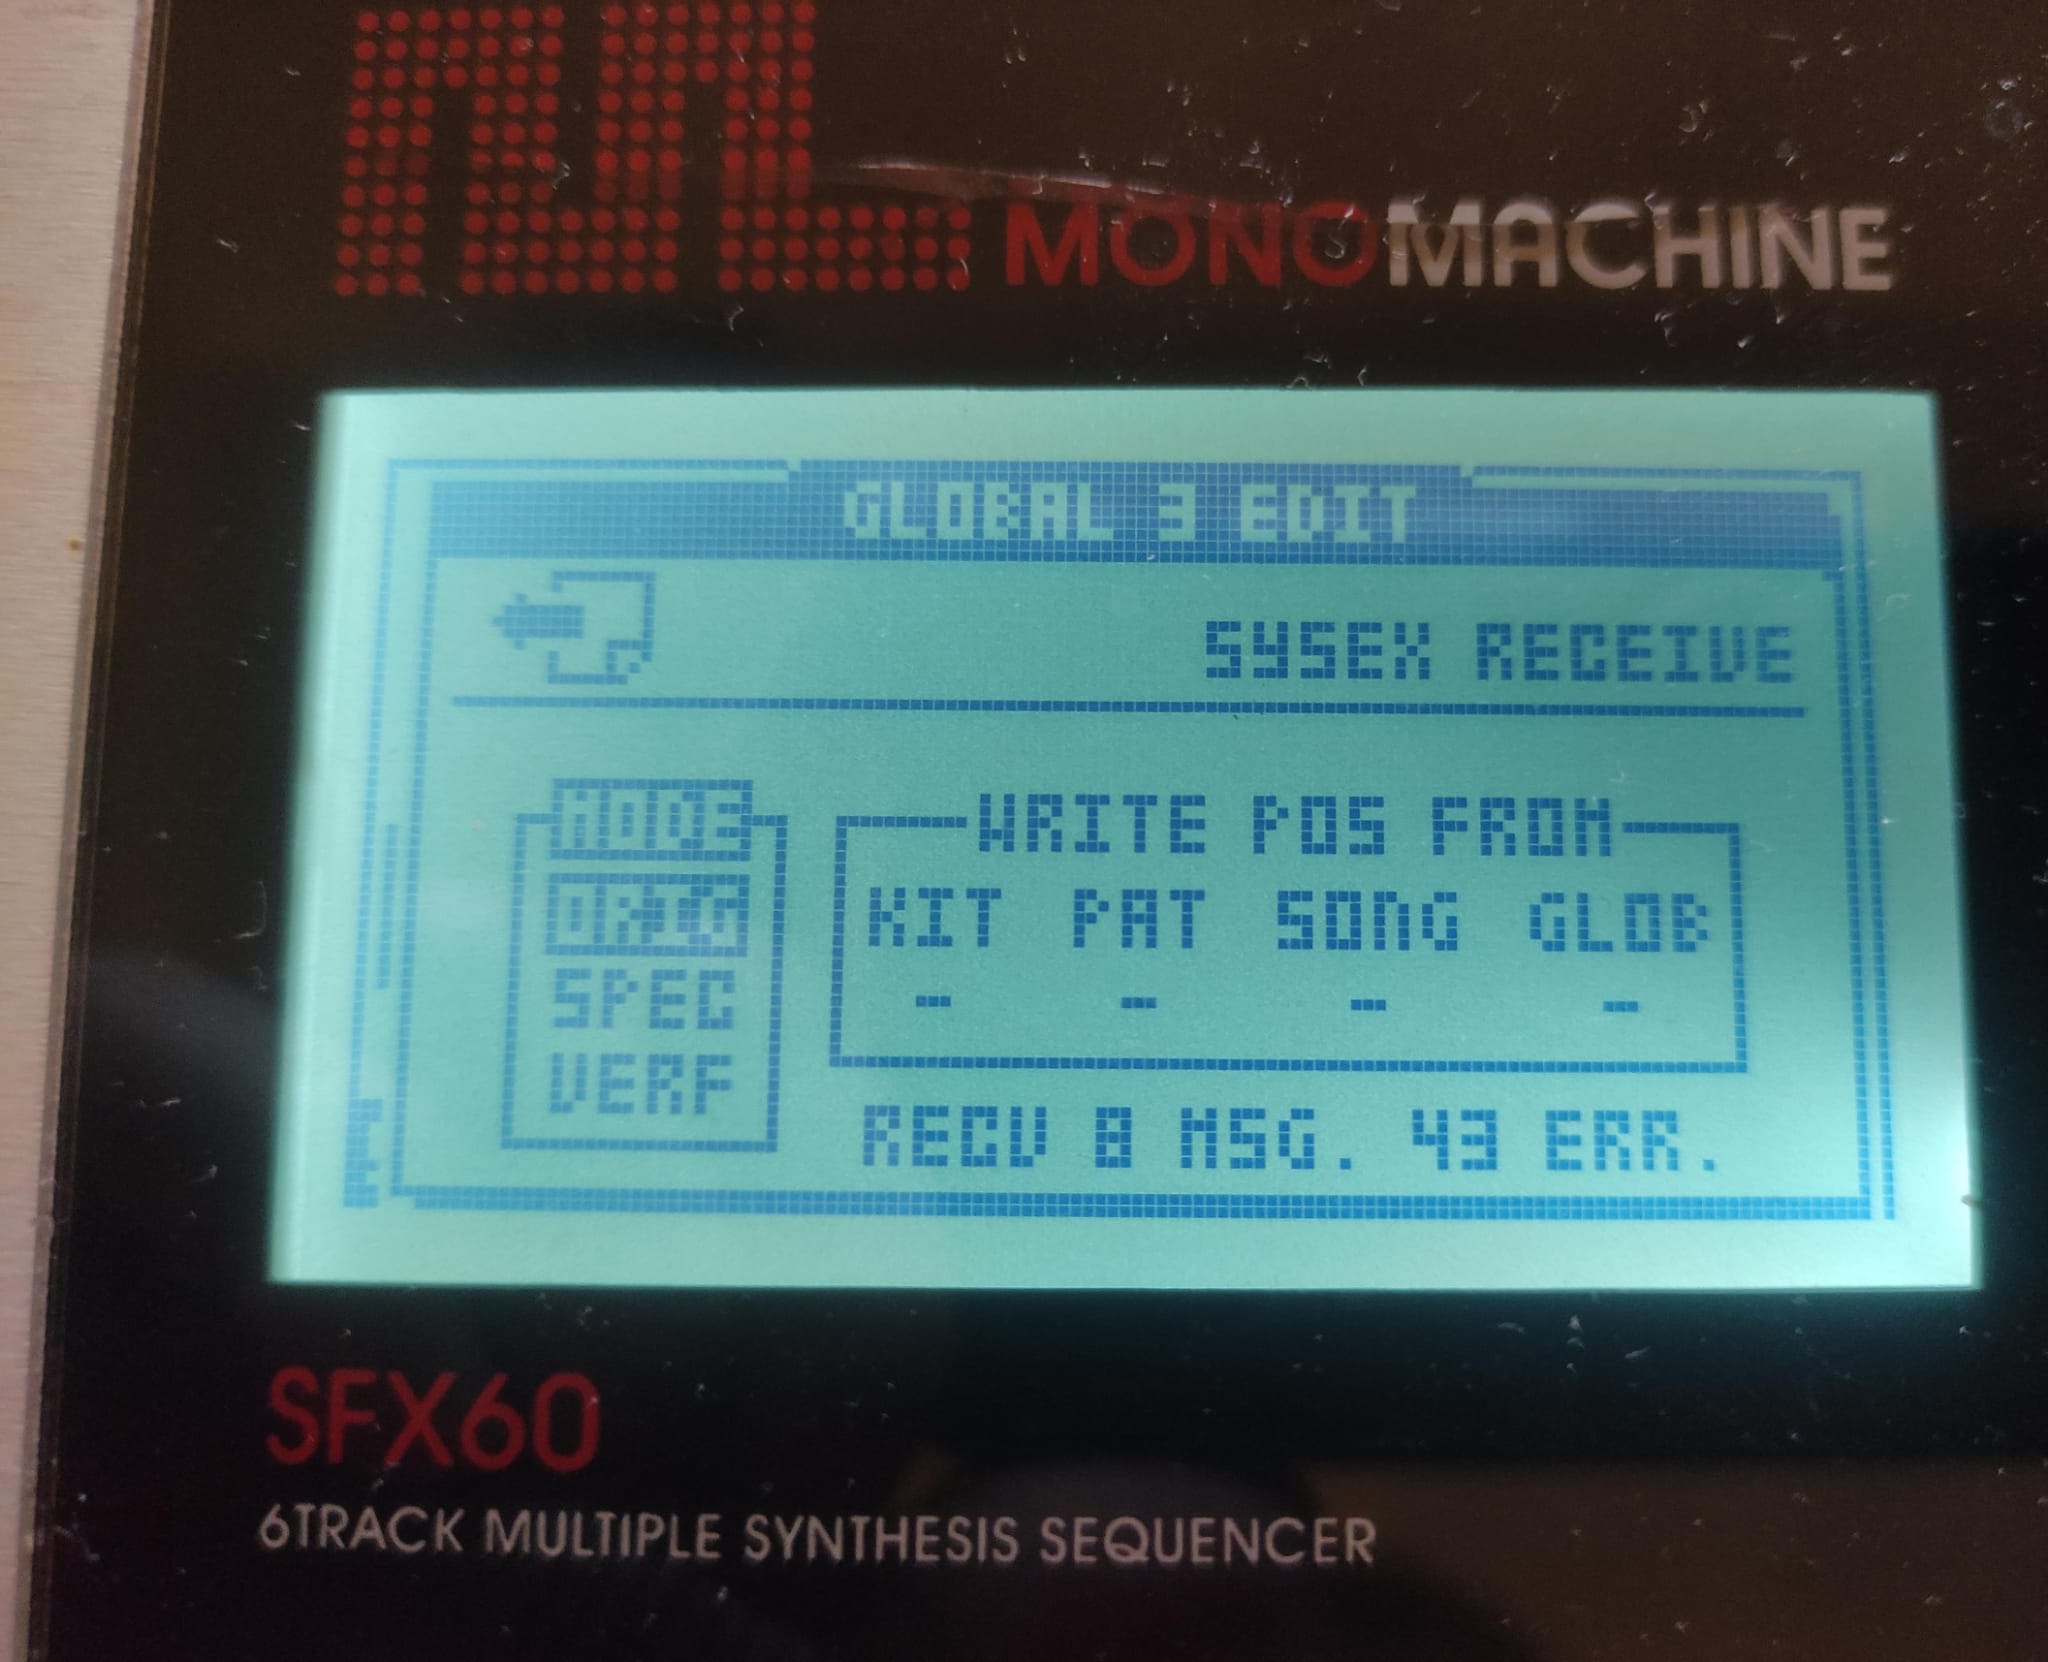 MONOMACHINE
GLOBAL 3 EDIT
SYSEX RECEIVE
MODE
ORIG
SPEC
VERF
WRITE POS FROM
KIT PAT SONG GLOB
- - - -
RECV 8 MSG. 43 ERR.
SFX60
6TRACK MULTIPLE SYNTHESIS SEQUENCER